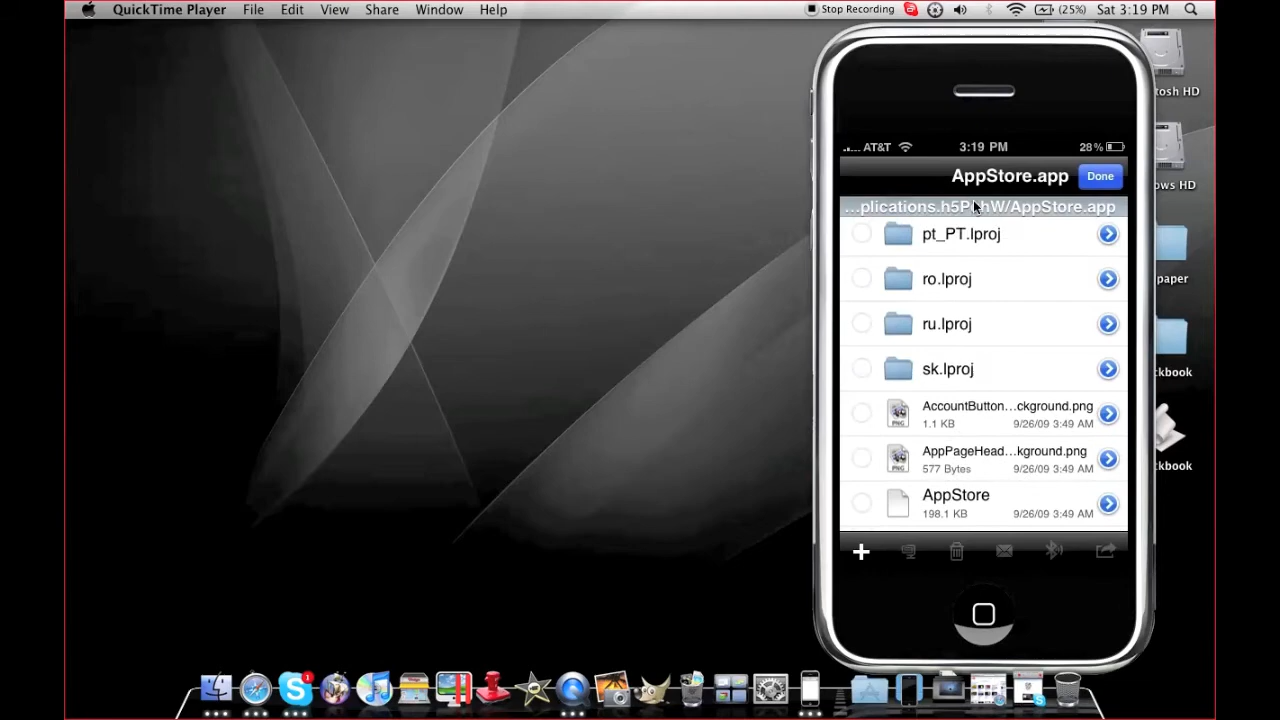 QuickTime Player File Edit View Share Window Help Stop Recording (25%) Sat 3:19 PM
tosh HD
ows HD
paper
ckbook
ckbook
AT&T 3:19 PM 28%
AppStore.app Done
...plications.h5P hW/AppStore.app
pt_PT.lproj
ro.lproj
ru.lproj
sk.lproj
AccountButton...ckground.png
1.1 KB 9/26/09 3:49 AM
AppPageHead...kground.png
577 Bytes 9/26/09 3:49 AM
AppStore
198.1 KB 9/26/09 3:49 AM
1